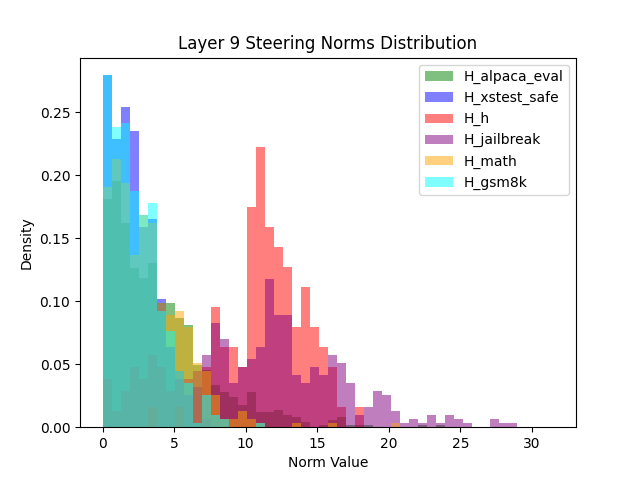 Layer 9 Steering Norms Distribution
H_alpaca_eval
H_xstest_safe
H_h
H_jailbreak
H_math
H_gsm8k
Density
0.25
0.20
0.15
0.10
0.05
0.00
0 5 10 15 20 25 30
Norm Value